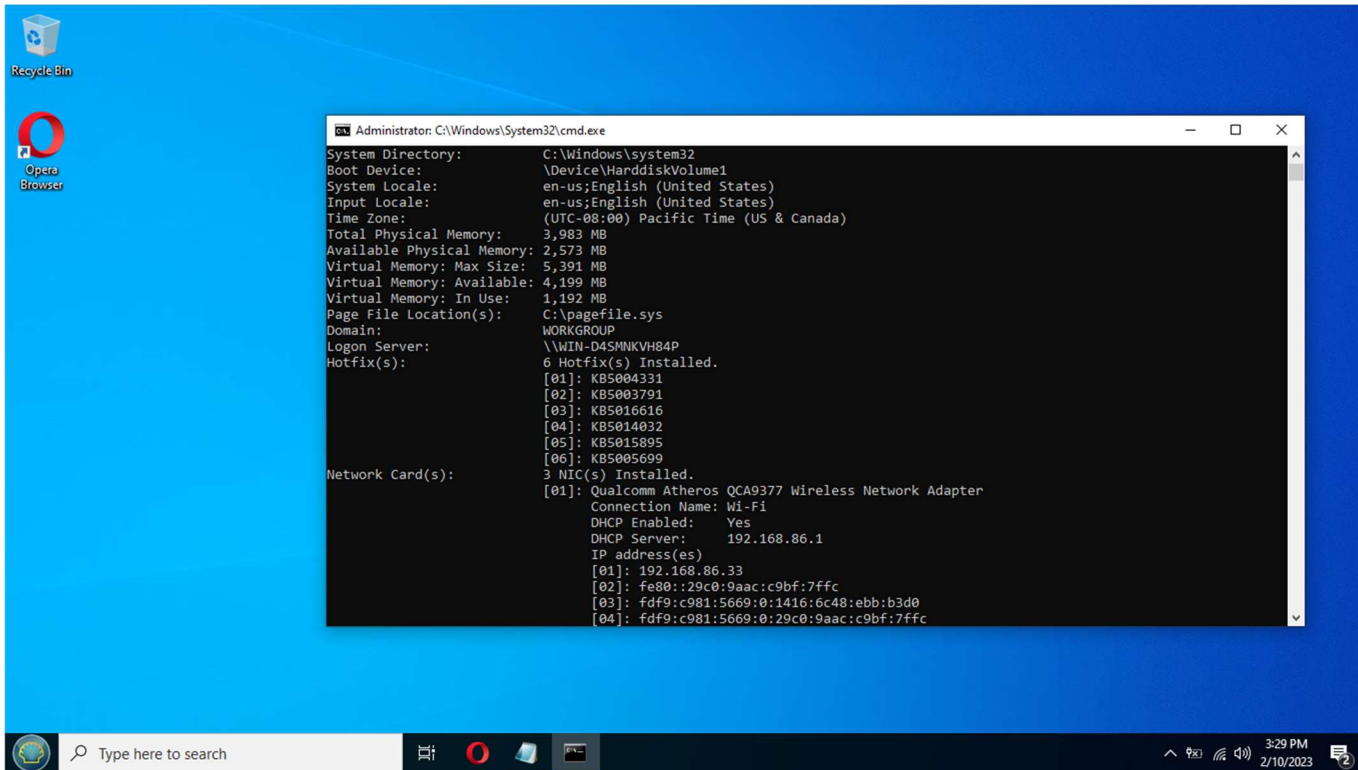 Recycle Bin
Opera
Browser
Administrator: C:\Windows\System32\cmd.exe
System Directory: C:\Windows\system32
Boot Device: \Device\HarddiskVolume1
System Locale: en-us;English (United States)
Input Locale: en-us;English (United States)
Time Zone: (UTC-08:00) Pacific Time (US & Canada)
Total Physical Memory: 3,983 MB
Available Physical Memory: 2,573 MB
Virtual Memory: Max Size: 5,391 MB
Virtual Memory: Available: 4,199 MB
Virtual Memory: In Use: 1,192 MB
Page File Location(s): C:\pagefile.sys
Domain: WORKGROUP
Logon Server: \\WIN-D4SMNKVH84P
Hotfix(s): 6 Hotfix(s) Installed.
[01]: KB5004331
[02]: KB5003791
[03]: KB5016616
[04]: KB5014032
[05]: KB5015895
[06]: KB5005699
Network Card(s): 3 NIC(s) Installed.
[01]: Qualcomm Atheros QCA9377 Wireless Network Adapter
Connection Name: Wi-Fi
DHCP Enabled: Yes
DHCP Server: 192.168.86.1
IP address(es)
[01]: 192.168.86.33
[02]: fe80::29c0:9aac:c9bf:7ffc
[03]: fdf9:c981:5669:0:1416:6c48:ebb:b3d0
[04]: fdf9:c981:5669:0:29c0:9aac:c9bf:7ffc
Type here to search
3:29 PM
2/10/2023
2